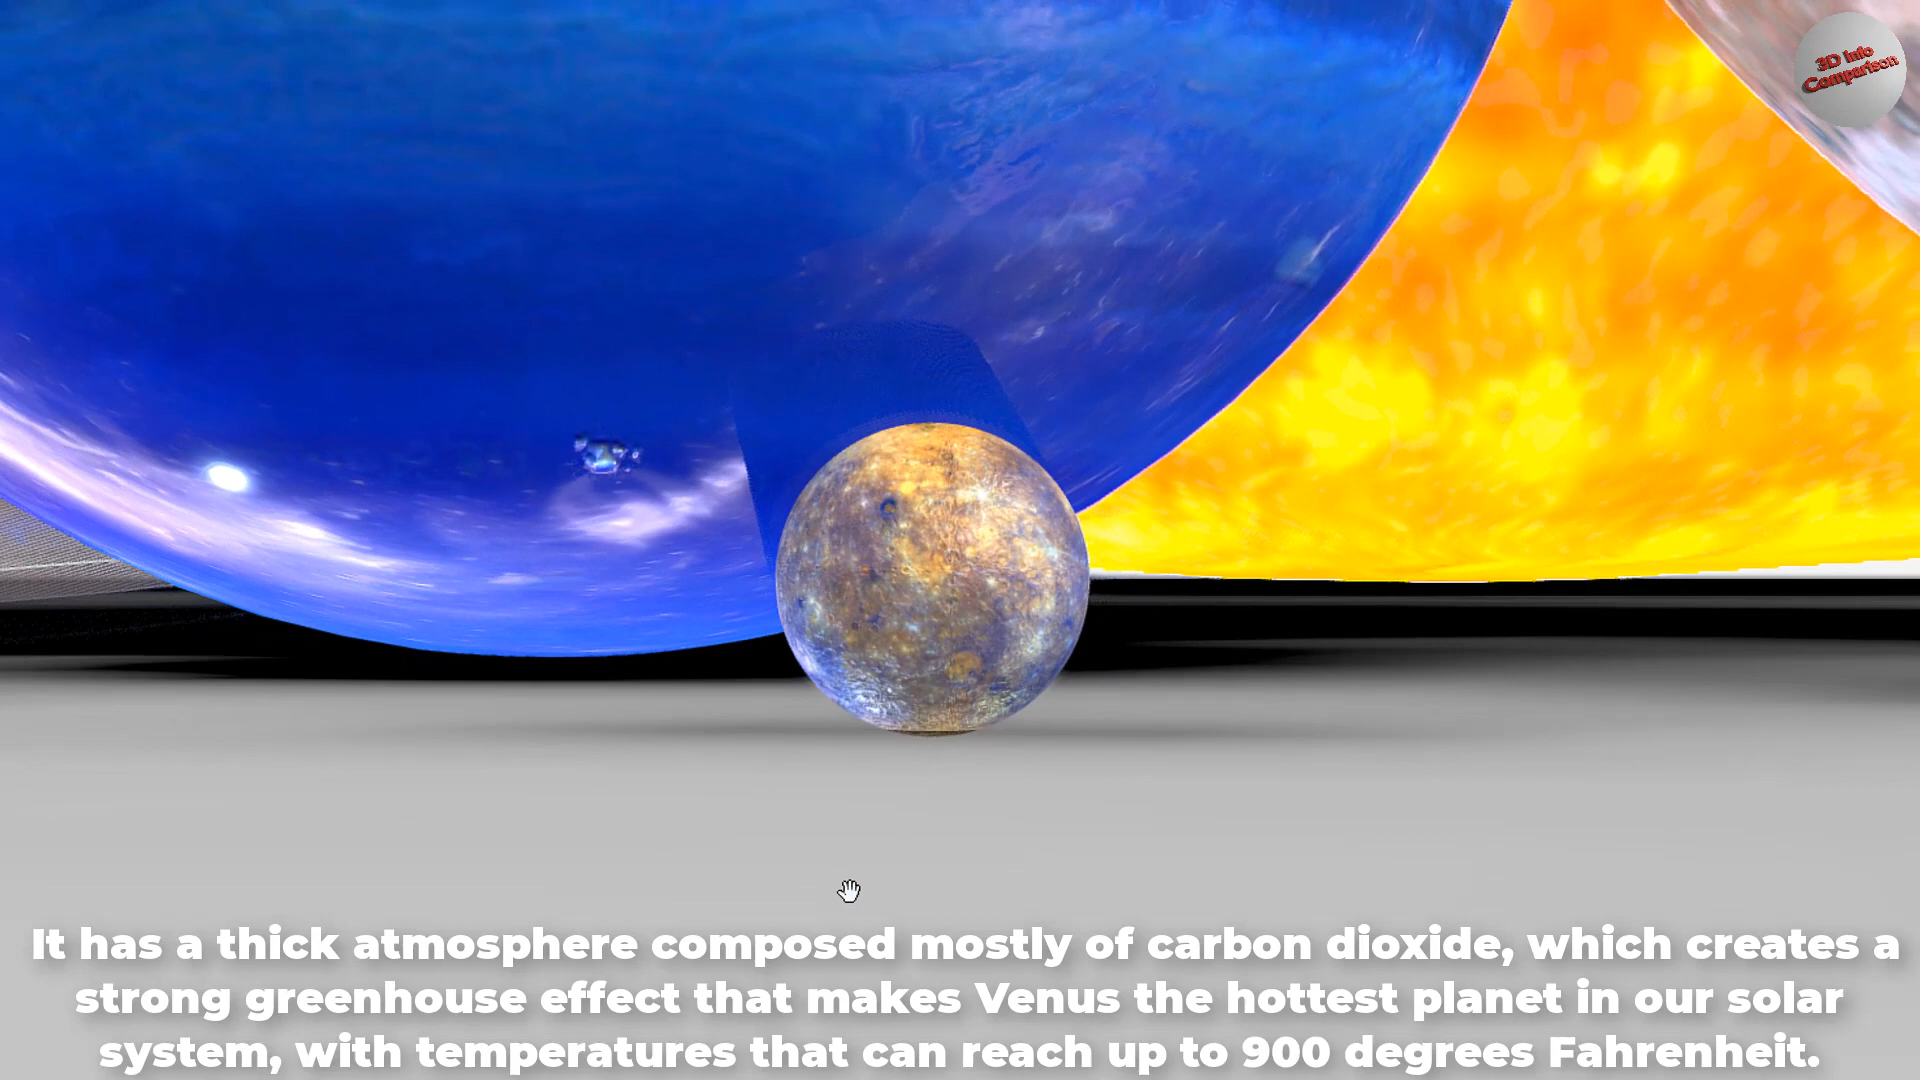 3D Info
Comparison
It has a thick atmosphere composed mostly of carbon dioxide, which creates a
strong greenhouse effect that makes Venus the hottest planet in our solar
system, with temperatures that can reach up to 900 degrees Fahrenheit.